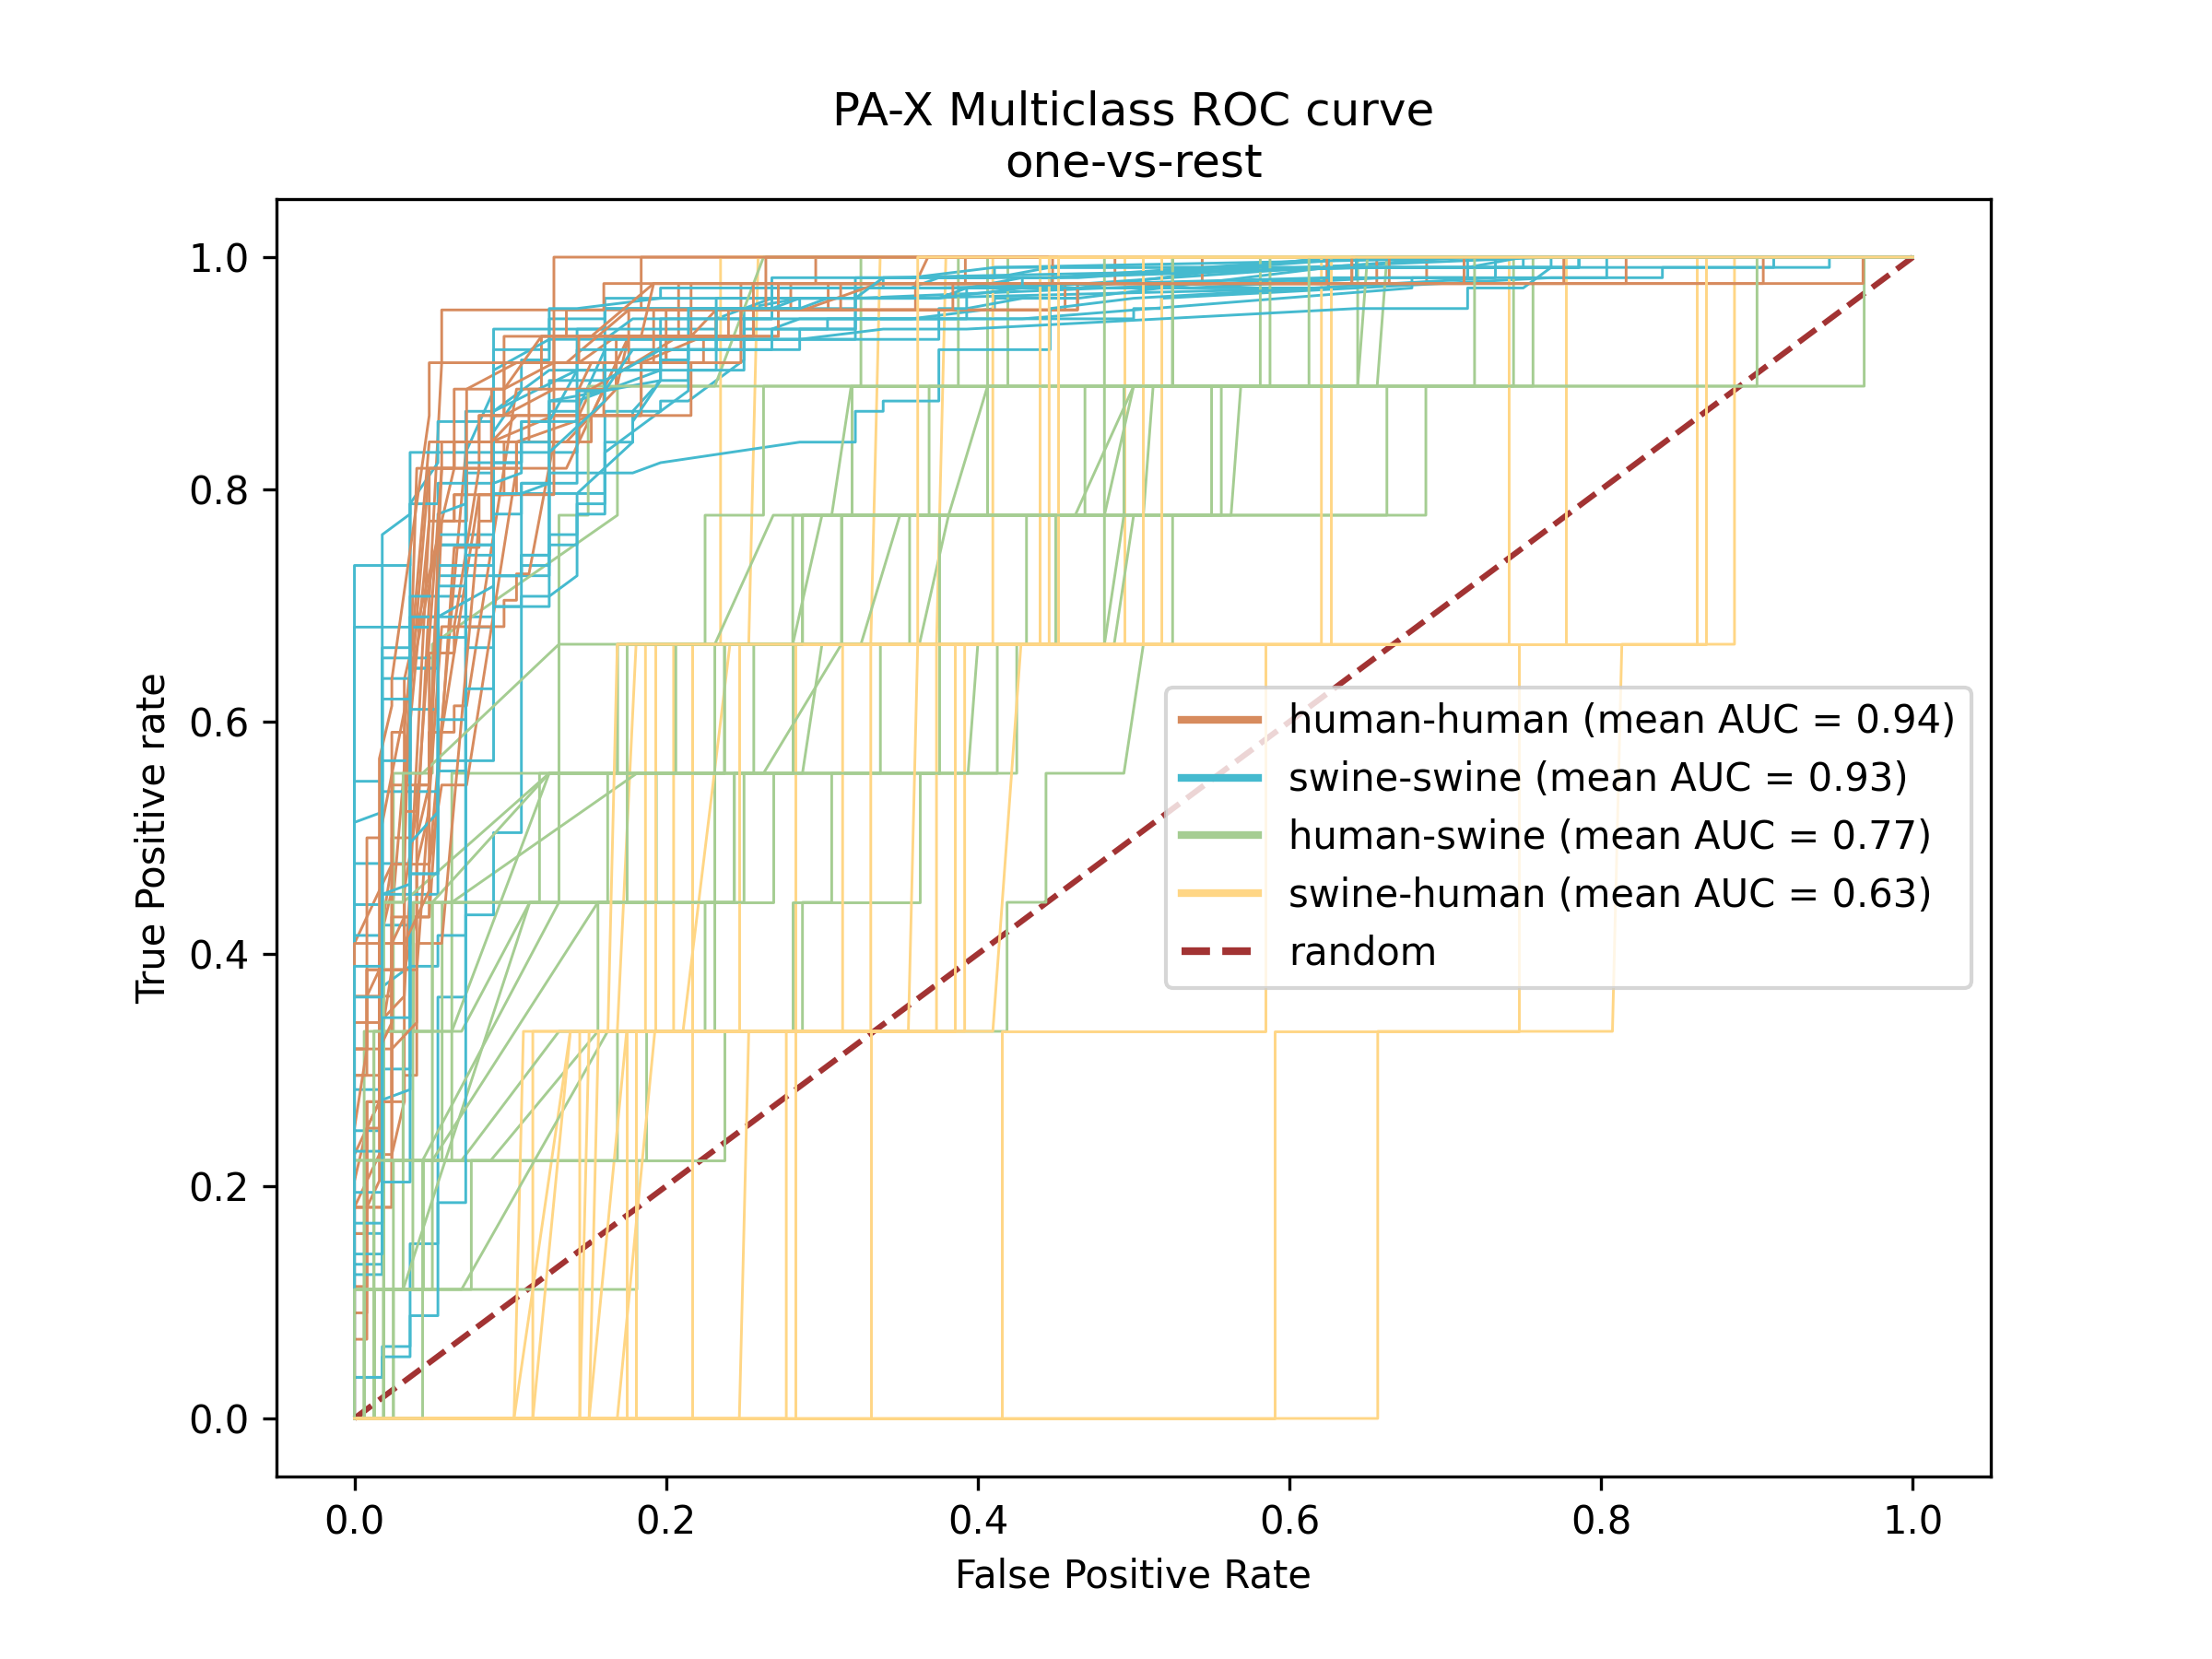 PA-X Multiclass ROC curve
one-vs-rest
True Positive rate
1.0
0.8
0.6
0.4
0.2
0.0
human-human (mean AUC = 0.94)
swine-swine (mean AUC = 0.93)
human-swine (mean AUC = 0.77)
swine-human (mean AUC = 0.63)
random
0.0 0.2 0.4 0.6 0.8 1.0
False Positive Rate